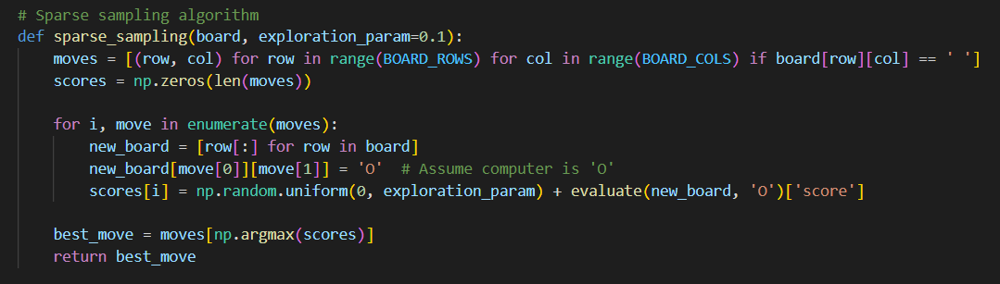 # Sparse sampling algorithm
def sparse_sampling(board, exploration_param=0.1):
    moves = [(row, col) for row in range(BOARD_ROWS) for col in range(BOARD_COLS) if board[row][col] == ' ']
    scores = np.zeros(len(moves))

    for i, move in enumerate(moves):
        new_board = [row[:] for row in board]
        new_board[move[0]][move[1]] = 'O'  # Assume computer is 'O'
        scores[i] = np.random.uniform(0, exploration_param) + evaluate(new_board, 'O')['score']

    best_move = moves[np.argmax(scores)]
    return best_move